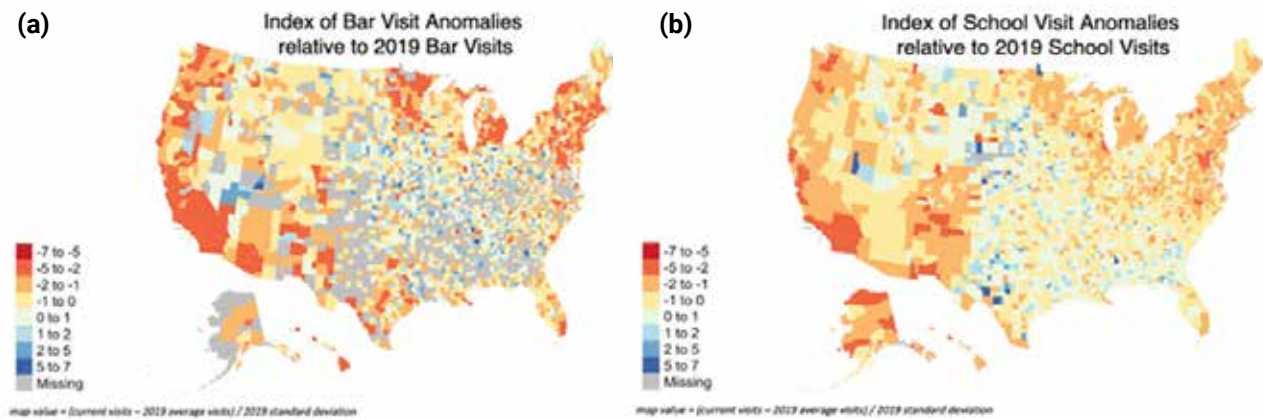 (a)
Index of Bar Visit Anomalies
relative to 2019 Bar Visits
-7 to -5
-5 to -2
-2 to -1
-1 to 0
0 to 1
1 to 2
2 to 5
5 to 7
Missing
map value = (current visits – 2019 average visits) / 2019 standard deviation
(b)
Index of School Visit Anomalies
relative to 2019 School Visits
-7 to -5
-5 to -2
-2 to -1
-1 to 0
0 to 1
1 to 2
2 to 5
5 to 7
Missing
map value = (current visits – 2019 average visits) / 2019 standard deviation